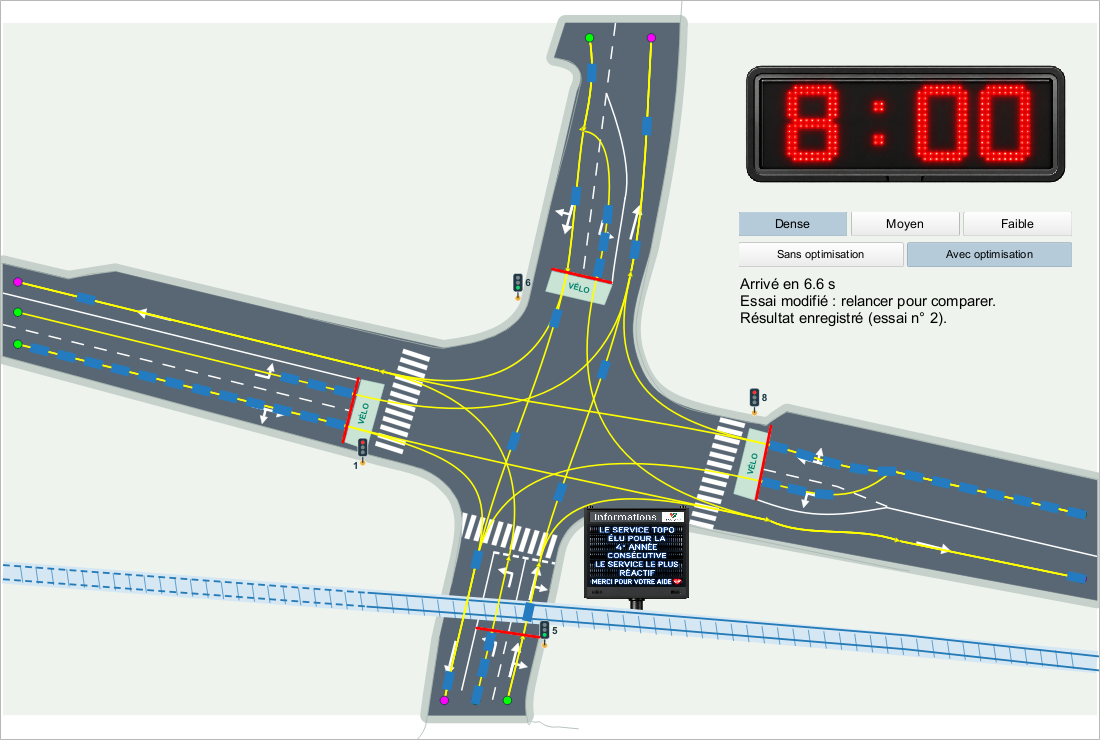 8:00
Dense Moyen Faible
Sans optimisation Avec optimisation
Arrivé en 6.6 s
Essai modifié : relancer pour comparer.
Résultat enregistré (essai n° 2).
6
VÉLO
8
VÉLO
VÉLO
1
Informations
LE SERVICE TOPO
ÉLU POUR LA
4e ANNÉE
CONSÉCUTIVE
LE SERVICE LE PLUS
RÉACTIF
MERCI POUR VOTRE AIDE
5